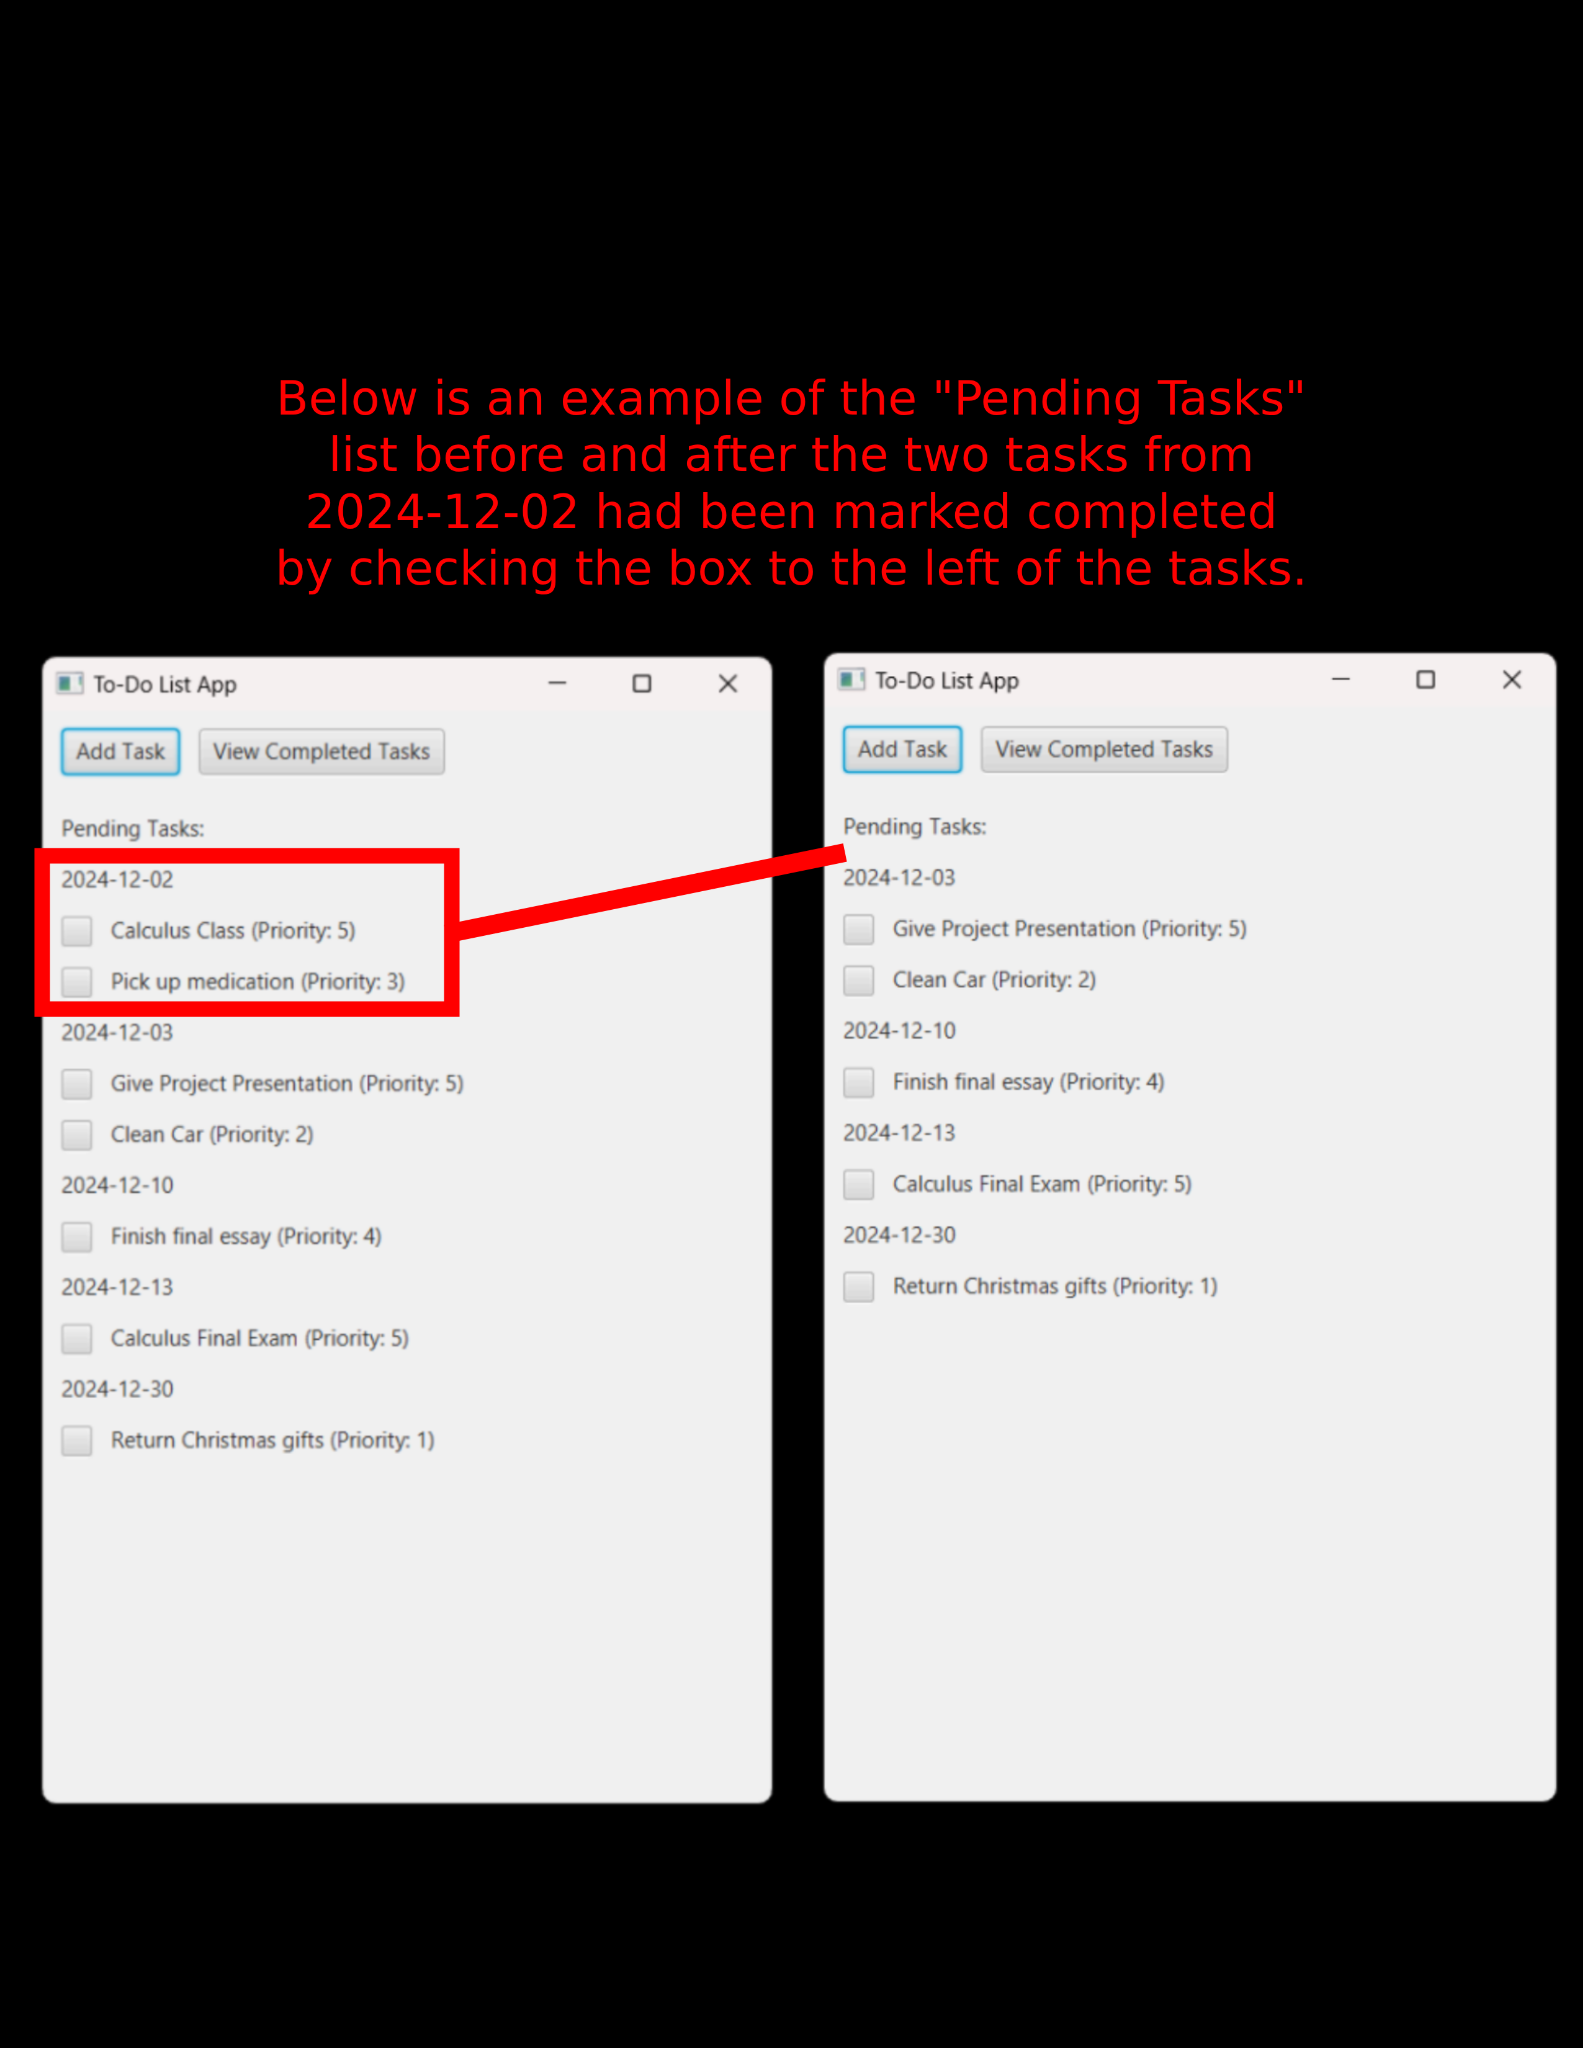 Below is an example of the "Pending Tasks"
list before and after the two tasks from
2024-12-02 had been marked completed
by checking the box to the left of the tasks.
To-Do List App
Add Task View Completed Tasks
Pending Tasks:
2024-12-02
Calculus Class (Priority: 5)
Pick up medication (Priority: 3)
2024-12-03
Give Project Presentation (Priority: 5)
Clean Car (Priority: 2)
2024-12-10
Finish final essay (Priority: 4)
2024-12-13
Calculus Final Exam (Priority: 5)
2024-12-30
Return Christmas gifts (Priority: 1)
To-Do List App
Add Task View Completed Tasks
Pending Tasks:
2024-12-03
Give Project Presentation (Priority: 5)
Clean Car (Priority: 2)
2024-12-10
Finish final essay (Priority: 4)
2024-12-13
Calculus Final Exam (Priority: 5)
2024-12-30
Return Christmas gifts (Priority: 1)